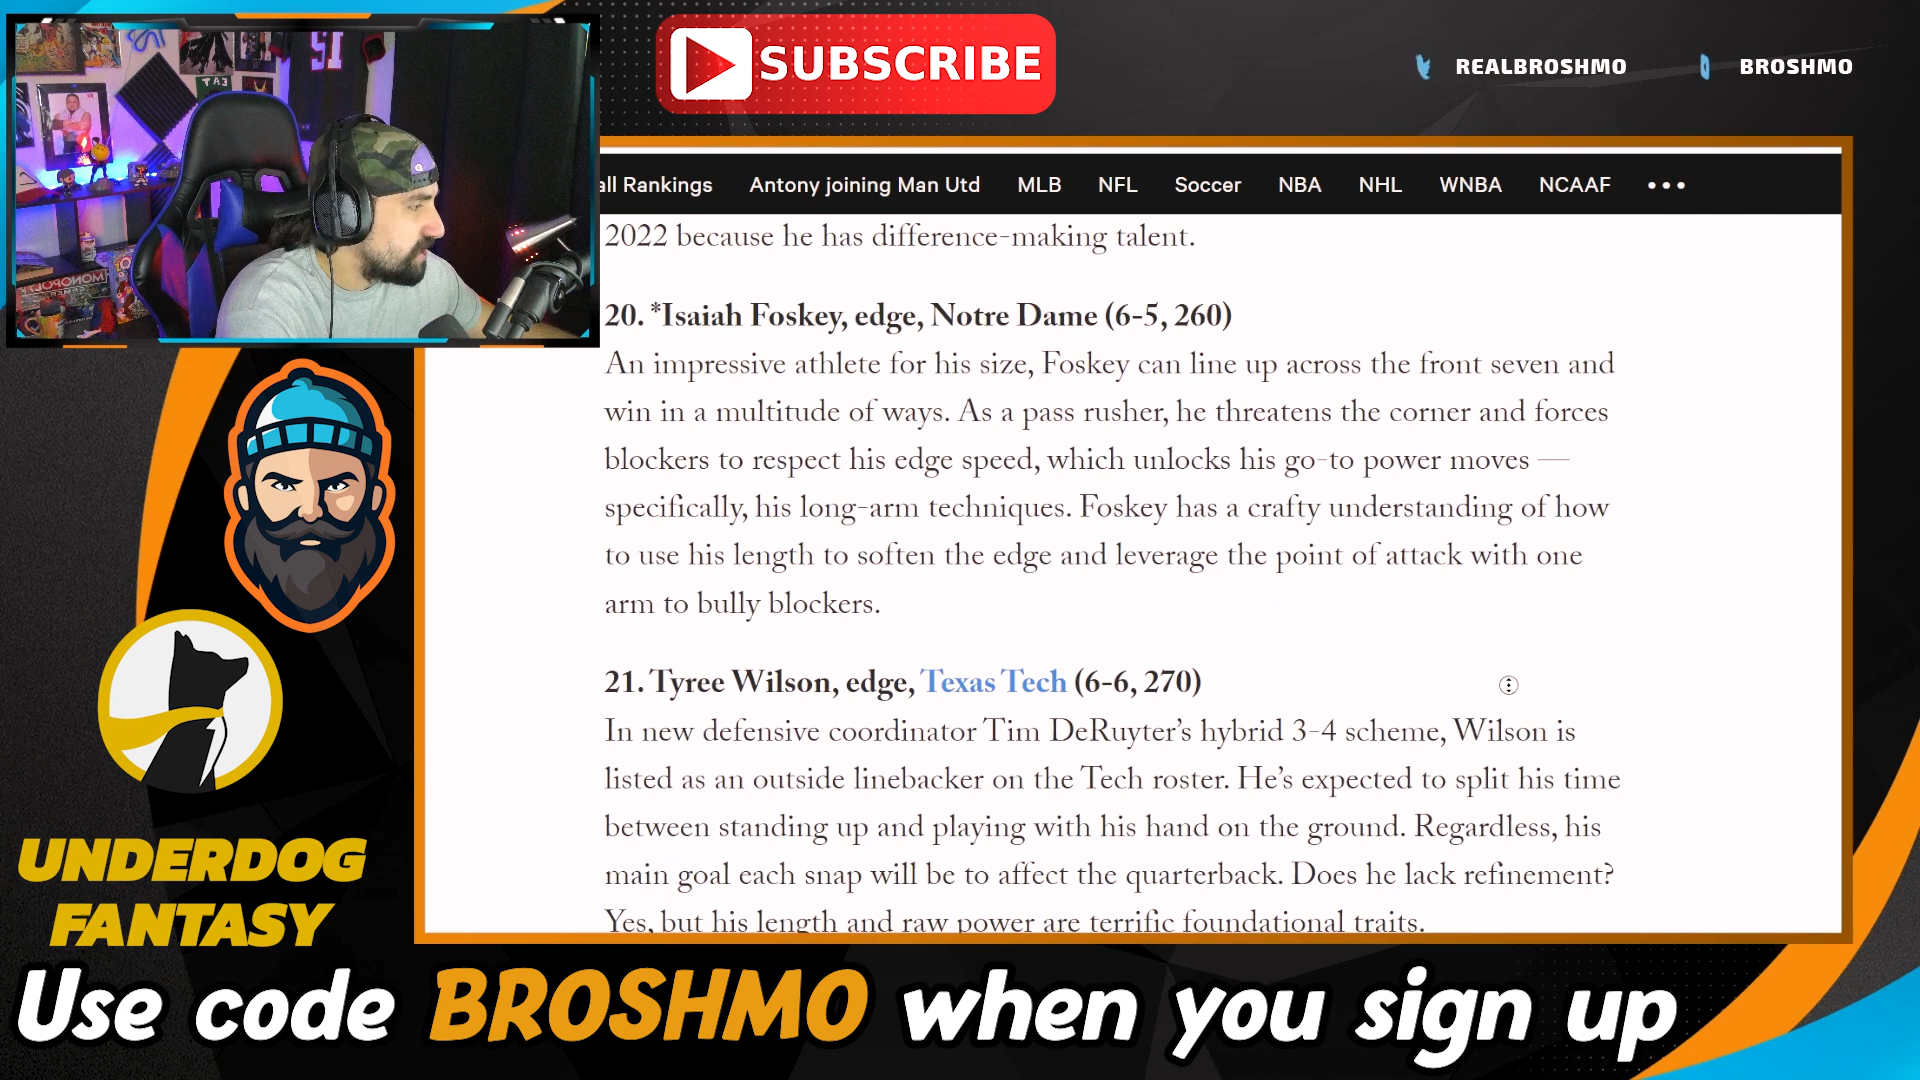 SUBSCRIBE
REALBROSHMO
BROSHMO
all Rankings Antony joining Man Utd MLB NFL Soccer NBA NHL WNBA NCAAF
2022 because he has difference-making talent.
20. *Isaiah Foskey, edge, Notre Dame (6-5, 260)
An impressive athlete for his size, Foskey can line up across the front seven and
win in a multitude of ways. As a pass rusher, he threatens the corner and forces
blockers to respect his edge speed, which unlocks his go-to power moves —
specifically, his long-arm techniques. Foskey has a crafty understanding of how
to use his length to soften the edge and leverage the point of attack with one
arm to bully blockers.
21. Tyree Wilson, edge, Texas Tech (6-6, 270)
In new defensive coordinator Tim DeRuyter’s hybrid 3-4 scheme, Wilson is
listed as an outside linebacker on the Tech roster. He’s expected to split his time
between standing up and playing with his hand on the ground. Regardless, his
main goal each snap will be to affect the quarterback. Does he lack refinement?
Yes, but his length and raw power are terrific foundational traits.
MONOPOLY
UNDERDOG
FANTASY
Use code BROSHMO when you sign up